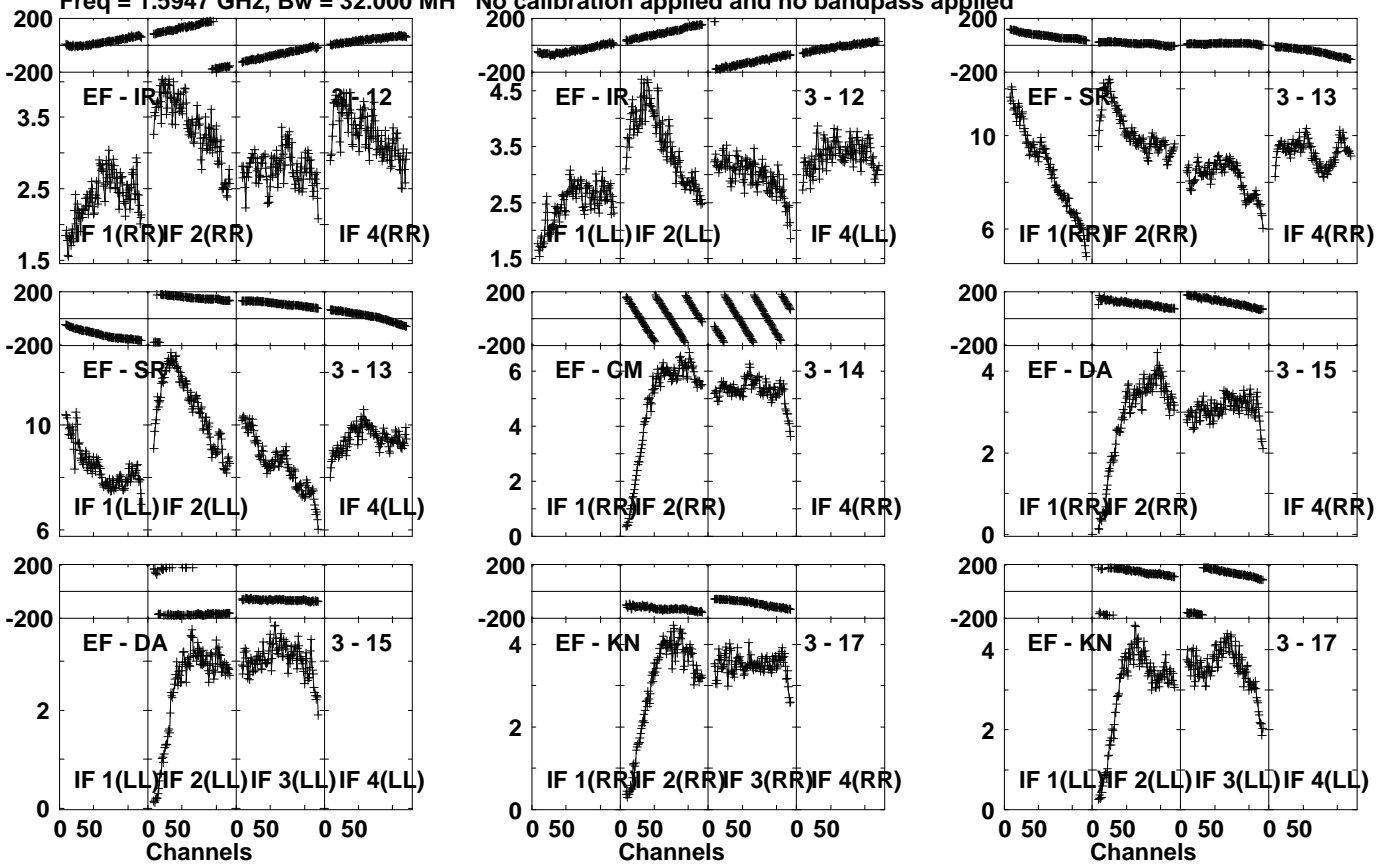 Freq = 1.5947 GHz, Bw = 32.000 MH No calibration applied and no bandpass applied
200
-200
EF - IR 3 - 12
3.5
2.5
1.5
IF 1(RR) IF 2(RR) IF 4(RR)
200
-200
EF - IR 3 - 12
4.5
3.5
2.5
1.5
IF 1(LL) IF 2(LL) IF 4(LL)
200
-200
EF - SR 3 - 13
10
6
IF 1(RR) IF 2(RR) IF 4(RR)
200
-200
EF - SR 3 - 13
10
6
IF 1(LL) IF 2(LL) IF 4(LL)
200
-200
EF - CM 3 - 14
6
4
2
0
IF 1(RR) IF 2(RR) IF 4(RR)
200
-200
EF - DA 3 - 15
4
2
0
IF 1(RR) IF 2(RR) IF 4(RR)
200
-200
EF - DA 3 - 15
2
0
IF 1(LL) IF 2(LL) IF 3(LL) IF 4(LL)
0 50 0 50 0 50 0 50
Channels
200
-200
EF - KN 3 - 17
4
2
0
IF 1(RR) IF 2(RR) IF 3(RR) IF 4(RR)
0 50 0 50 0 50 0 50
Channels
200
-200
EF - KN 3 - 17
4
2
0
IF 1(LL) IF 2(LL) IF 3(LL) IF 4(LL)
0 50 0 50 0 50 0 50
Channels